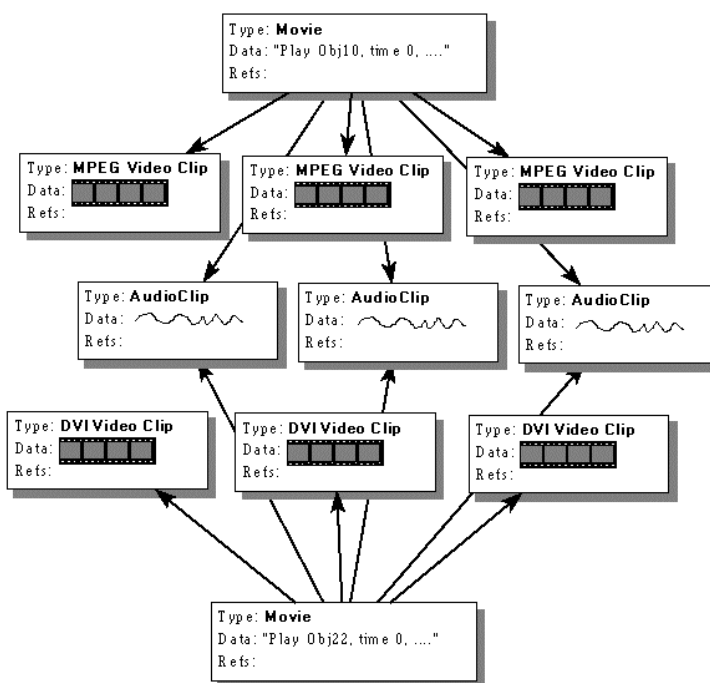 Type: Movie
Data: "Play Obj10, time 0, ...."
Refs:
Type: MPEG Video Clip
Data:
Refs:
Type: MPEG Video Clip
Data:
Refs:
Type: MPEG Video Clip
Data:
Refs:
Type: AudioClip
Data:
Refs:
Type: AudioClip
Data:
Refs:
Type: AudioClip
Data:
Refs:
Type: DVI Video Clip
Data:
Refs:
Type: DVI Video Clip
Data:
Refs:
Type: DVI Video Clip
Data:
Refs:
Type: Movie
Data: "Play Obj22, time 0, ...."
Refs: